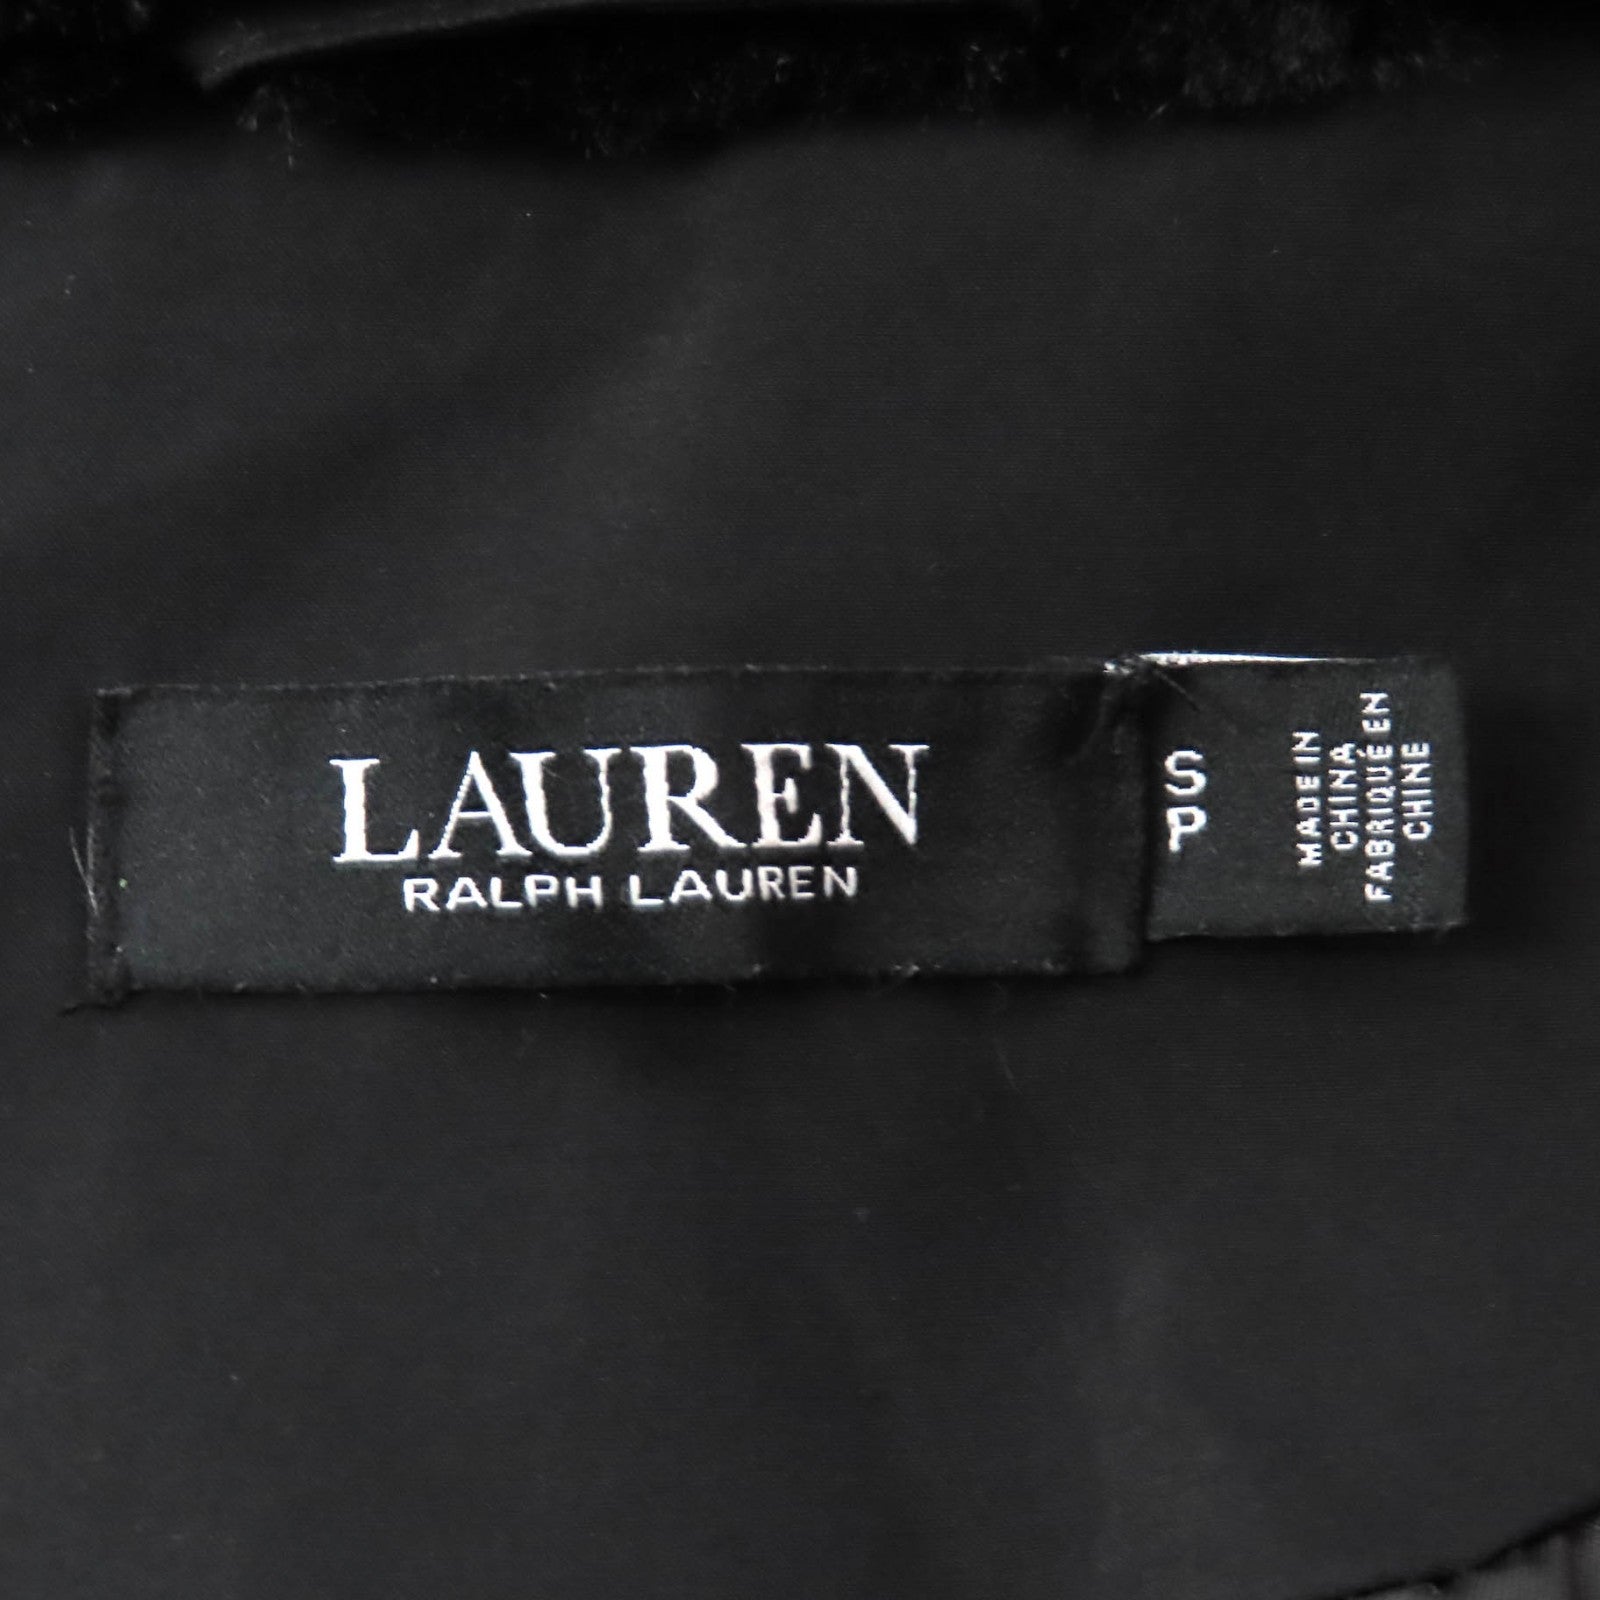 LAUREN
RALPH LAUREN
S
P
MADE IN
CHINA
FABRIQUÉ EN
CHINE